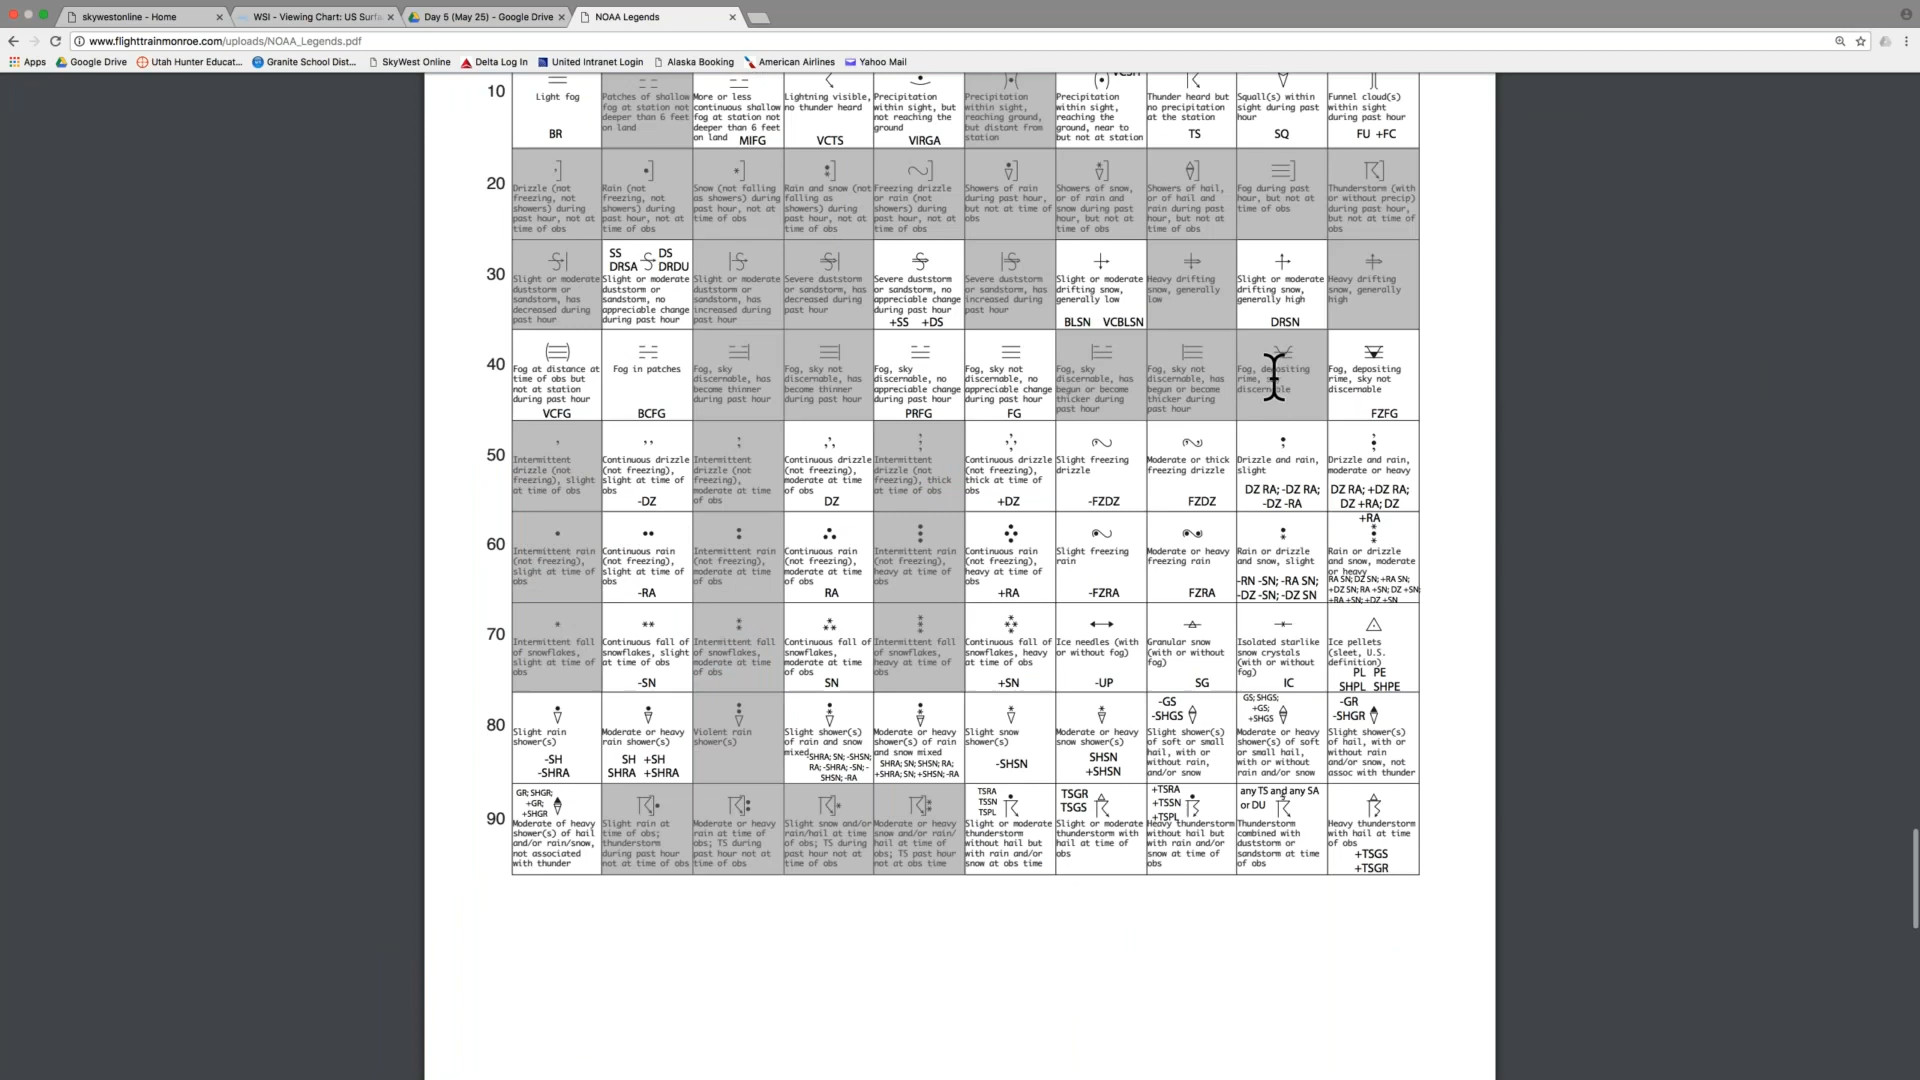 skywestonline - Home
WSI - Viewing Chart: US Surfa
Day 5 (May 25) - Google Drive
NOAA Legends
www.flighttrainmonroe.com/uploads/NOAA_Legends.pdf
Apps
Google Drive
Utah Hunter Educat...
Granite School Dist...
SkyWest Online
Delta Log In
United Intranet Login
Alaska Booking
American Airlines
Yahoo Mail
10
Light fog
BR
Patches of shallow
fog at station not
deeper than 6 feet
on land
More or less
continuous shallow
fog at station not
deeper than 6 feet
on land MIFG
Lightning visible,
no thunder heard
VCTS
Precipitation
within sight, but
not reaching the
ground
VIRGA
Precipitation
within sight,
reaching ground,
but distant from
station
VCSH
Precipitation
within sight,
reaching the
ground, near to
but not at station
Thunder heard but
no precipitation
at the station
TS
Squall(s) within
sight during past
hour
SQ
Funnel cloud(s)
within sight
during past hour
FU +FC
20
Drizzle (not
freezing, not
showers) during
past hour, not at
time of obs
Rain (not
freezing, not
showers) during
past hour, not at
time of obs
Snow (not falling
as showers) during
past hour, not at
time of obs
Rain and snow (not
falling as
showers) during
past hour, not at
time of obs
Freezing drizzle
or rain (not
showers) during
past hour, not at
time of obs
Showers of rain
during past hour,
but not at time of
obs
Showers of snow,
or of rain and
snow during past
hour, but not at
time of obs
Showers of hail,
or of hail and
rain during past
hour, but not at
time of obs
Fog during past
hour, but not at
time of obs
Thunderstorm (with
or without precip)
during past hour,
but not at time of
obs
30
Slight or moderate
duststorm or
sandstorm, has
decreased during
past hour
SS DS
DRSA DRDU
Slight or moderate
duststorm or
sandstorm, no
appreciable change
during past hour
Slight or moderate
duststorm or
sandstorm, has
increased during
past hour
Severe duststorm
or sandstorm, has
decreased during
past hour
Severe duststorm
or sandstorm, no
appreciable change
during past hour
+SS +DS
Severe duststorm
or sandstorm, has
increased during
past hour
Slight or moderate
drifting snow,
generally low
BLSN VCBLSN
Heavy drifting
snow, generally
low
Slight or moderate
drifting snow,
generally high
DRSN
Heavy drifting
snow, generally
high
40
Fog at distance at
time of obs but
not at station
during past hour
VCFG
Fog in patches
BCFG
Fog, sky
discernable, has
become thinner
during past hour
Fog, sky not
discernable, has
become thinner
during past hour
Fog, sky
discernable, no
appreciable change
during past hour
PRFG
Fog, sky not
discernable, no
appreciable change
during past hour
FG
Fog, sky
discernable, has
begun or become
thicker during
past hour
Fog, sky not
discernable, has
begun or become
thicker during
past hour
Fog, depositing
rime, sky
discernable
Fog, depositing
rime, sky not
discernable
FZFG
50
Intermittent
drizzle (not
freezing), slight
at time of obs
Continuous drizzle
(not freezing),
slight at time of
obs
-DZ
Intermittent
drizzle (not
freezing),
moderate at time
of obs
Continuous drizzle
(not freezing),
moderate at time
of obs
DZ
Intermittent
drizzle (not
freezing), thick
at time of obs
Continuous drizzle
(not freezing),
thick at time of
obs
+DZ
Slight freezing
drizzle
-FZDZ
Moderate or thick
freezing drizzle
FZDZ
Drizzle and rain,
slight
DZ RA; -DZ RA;
-DZ -RA
Drizzle and rain,
moderate or heavy
DZ RA; +DZ RA;
DZ +RA; DZ
+RA
60
Intermittent rain
(not freezing),
slight at time of
obs
Continuous rain
(not freezing),
slight at time of
obs
-RA
Intermittent rain
(not freezing),
moderate at time
of obs
Continuous rain
(not freezing),
moderate at time
of obs
RA
Intermittent rain
(not freezing),
heavy at time of
obs
Continuous rain
(not freezing),
heavy at time of
obs
+RA
Slight freezing
rain
-FZRA
Moderate or heavy
freezing rain
FZRA
Rain or drizzle
and snow, slight
-RN -SN; -RA SN;
-DZ -SN; -DZ SN
Rain or drizzle
and snow, moderate
or heavy
RA SN; DZ SN; +RA SN;
+DZ SN; RA +SN; DZ +SN;
+RA +SN; +DZ +SN
70
Intermittent fall
of snowflakes,
slight at time of
obs
Continuous fall of
snowflakes, slight
at time of obs
-SN
Intermittent fall
of snowflakes,
moderate at time
of obs
Continuous fall of
snowflakes,
moderate at time
of obs
SN
Intermittent fall
of snowflakes,
heavy at time of
obs
Continuous fall of
snowflakes, heavy
at time of obs
+SN
Ice needles (with
or without fog)
-UP
Granular snow
(with or without
fog)
SG
Isolated starlike
snow crystals
(with or without
fog)
IC
Ice pellets
(sleet, U.S.
definition)
PL PE
SHPL SHPE
80
Slight rain
shower(s)
-SH
-SHRA
Moderate or heavy
rain shower(s)
SH +SH
SHRA +SHRA
Violent rain
shower(s)
Slight shower(s)
of rain and snow
mixed
-SHRA; SN; -SHSN;
RA; -SHRA; -SN; -
SHSN; -RA
Moderate or heavy
shower(s) of rain
and snow mixed
SHRA; SN; SHSN; RA;
+SHRA; SN; +SHSN; -RA
Slight snow
shower(s)
-SHSN
Moderate or heavy
snow shower(s)
SHSN
+SHSN
-GS
-SHGS
Slight shower(s)
of soft or small
hail, with or
without rain,
and/or snow
GS; SHGS;
+GS;
+SHGS
Moderate or heavy
shower(s) of soft
or small hail,
with or without
rain and/or snow
-GR
-SHGR
Slight shower(s)
of hail, with or
without rain
and/or snow, not
assoc with thunder
90
GR; SHGR;
+GR;
+SHGR
Moderate of heavy
shower(s) of hail
and/or rain/snow,
not associated
with thunder
Slight rain at
time of obs;
thunderstorm
during past hour
not at time of obs
Moderate or heavy
rain at time of
obs; TS during
past hour not at
time of obs
Slight snow and/or
rain/hail at time
of obs; TS during
past hour not at
time of obs
Moderate or heavy
snow and/or rain/
hail at time of
obs; TS past hour
not at obs time
TSRA
TSSN
TSPL
Slight or moderate
thunderstorm
without hail but
with rain and/or
snow at obs time
TSGR
TSGS
Slight or moderate
thunderstorm with
hail at time of
obs
+TSRA
+TSSN
+TSPL
Heavy thunderstorm
without hail but
with rain and/or
snow at time of
obs
any TS and any SA
or DU
Thunderstorm
combined with
duststorm or
sandstorm at time
of obs
Heavy thunderstorm
with hail at time
of obs
+TSGS
+TSGR